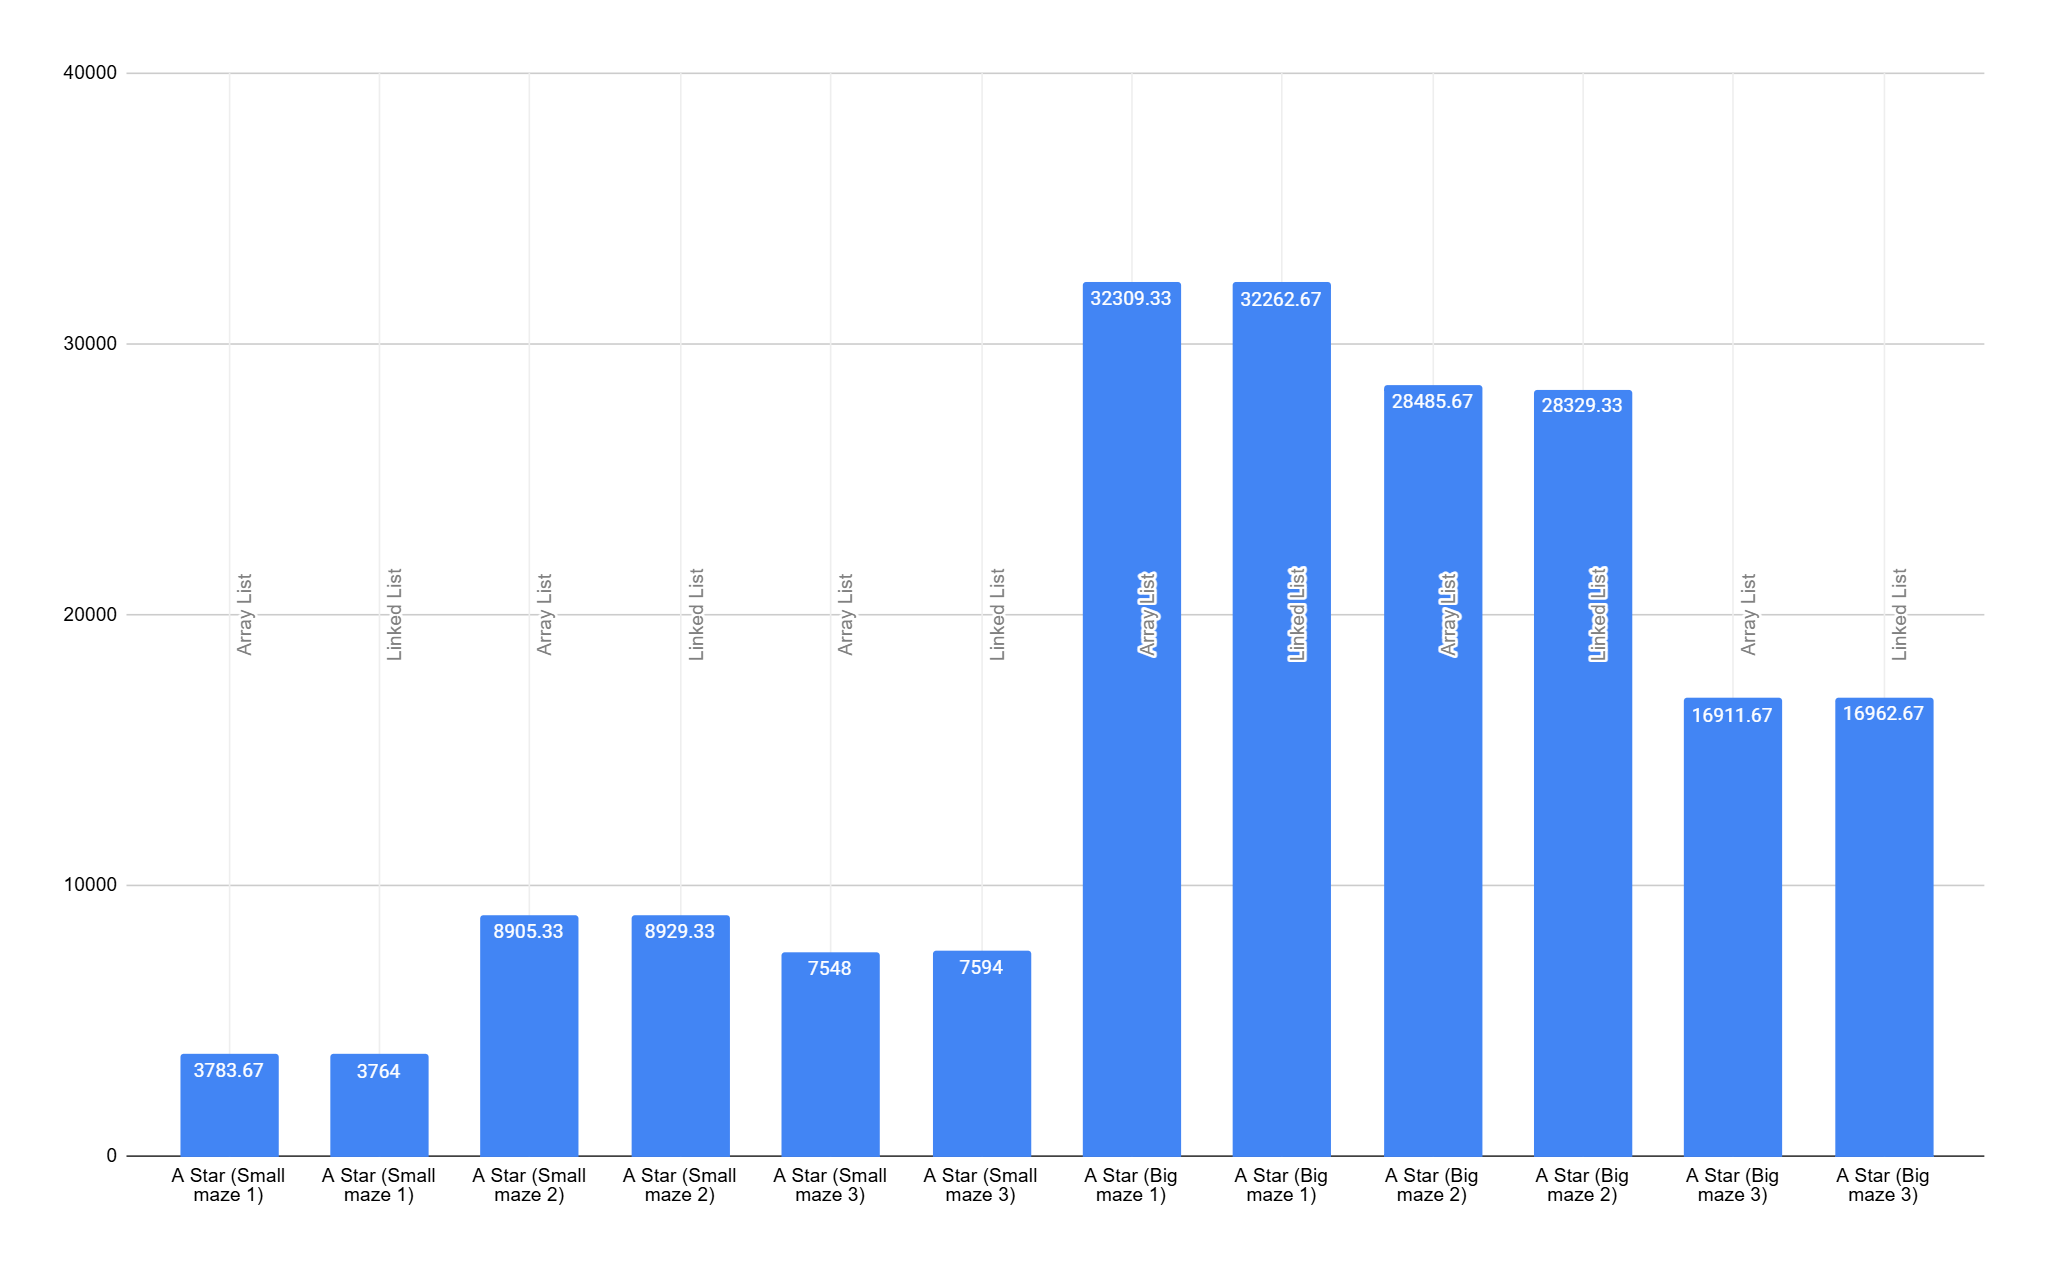 40000
30000
20000
10000
0
Array List
Linked List
Array List
Linked List
Array List
Linked List
Array List
Linked List
Array List
Linked List
Array List
Linked List
3783.67
3764
8905.33
8929.33
7548
7594
32309.33
32262.67
28485.67
28329.33
16911.67
16962.67
A Star (Small
maze 1)
A Star (Small
maze 1)
A Star (Small
maze 2)
A Star (Small
maze 2)
A Star (Small
maze 3)
A Star (Small
maze 3)
A Star (Big
maze 1)
A Star (Big
maze 1)
A Star (Big
maze 2)
A Star (Big
maze 2)
A Star (Big
maze 3)
A Star (Big
maze 3)